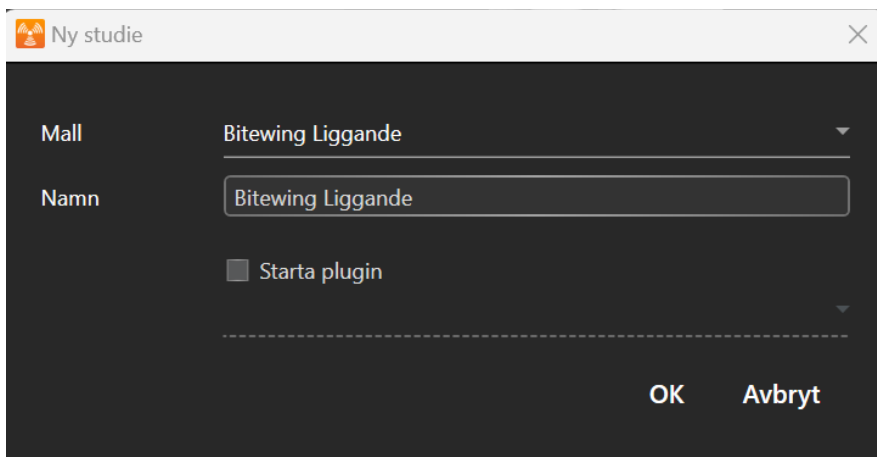 Ny studie
Mall Bitewing Liggande
Namn Bitewing Liggande
Starta plugin
OK Avbryt